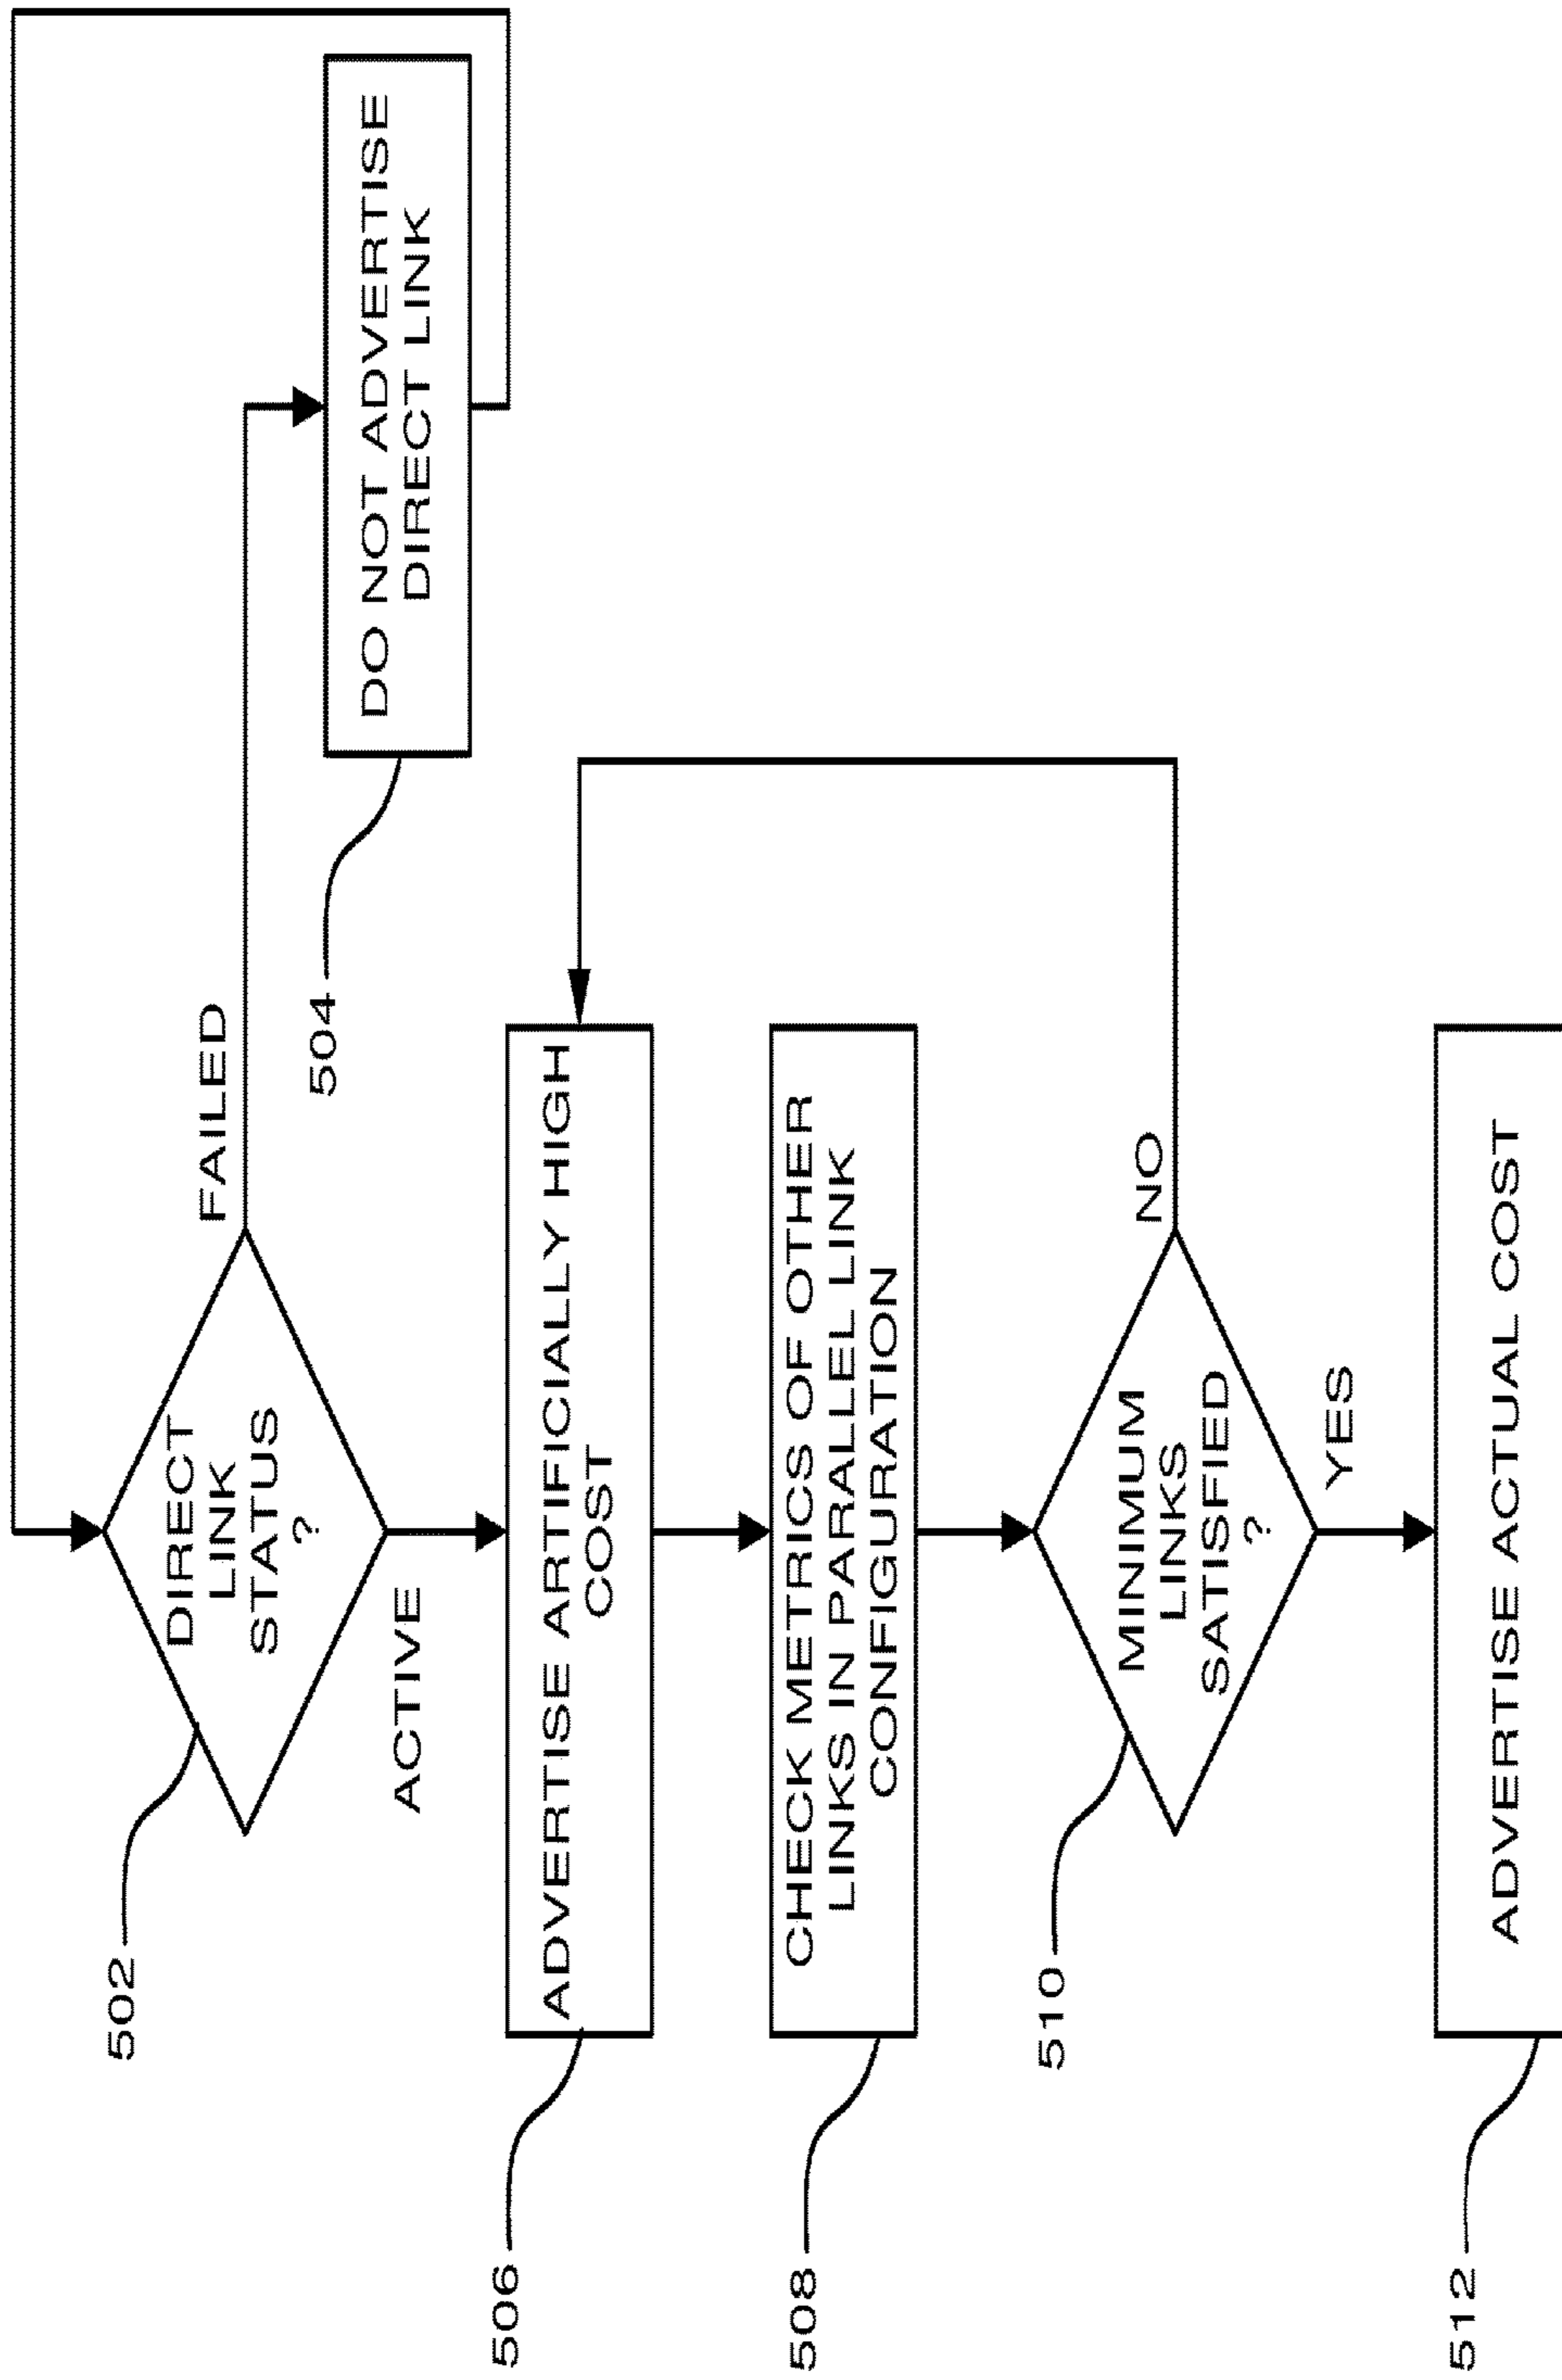 502
DIRECT
LINK
STATUS
?
FAILED
ACTIVE
504
DO NOT ADVERTISE
DIRECT LINK
506
ADVERTISE ARTIFICIALLY HIGH
COST
508
CHECK METRICS OF OTHER
LINKS IN PARALLEL LINK
CONFIGURATION
510
MINIMUM
LINKS
SATISFIED
?
NO
YES
512
ADVERTISE ACTUAL COST